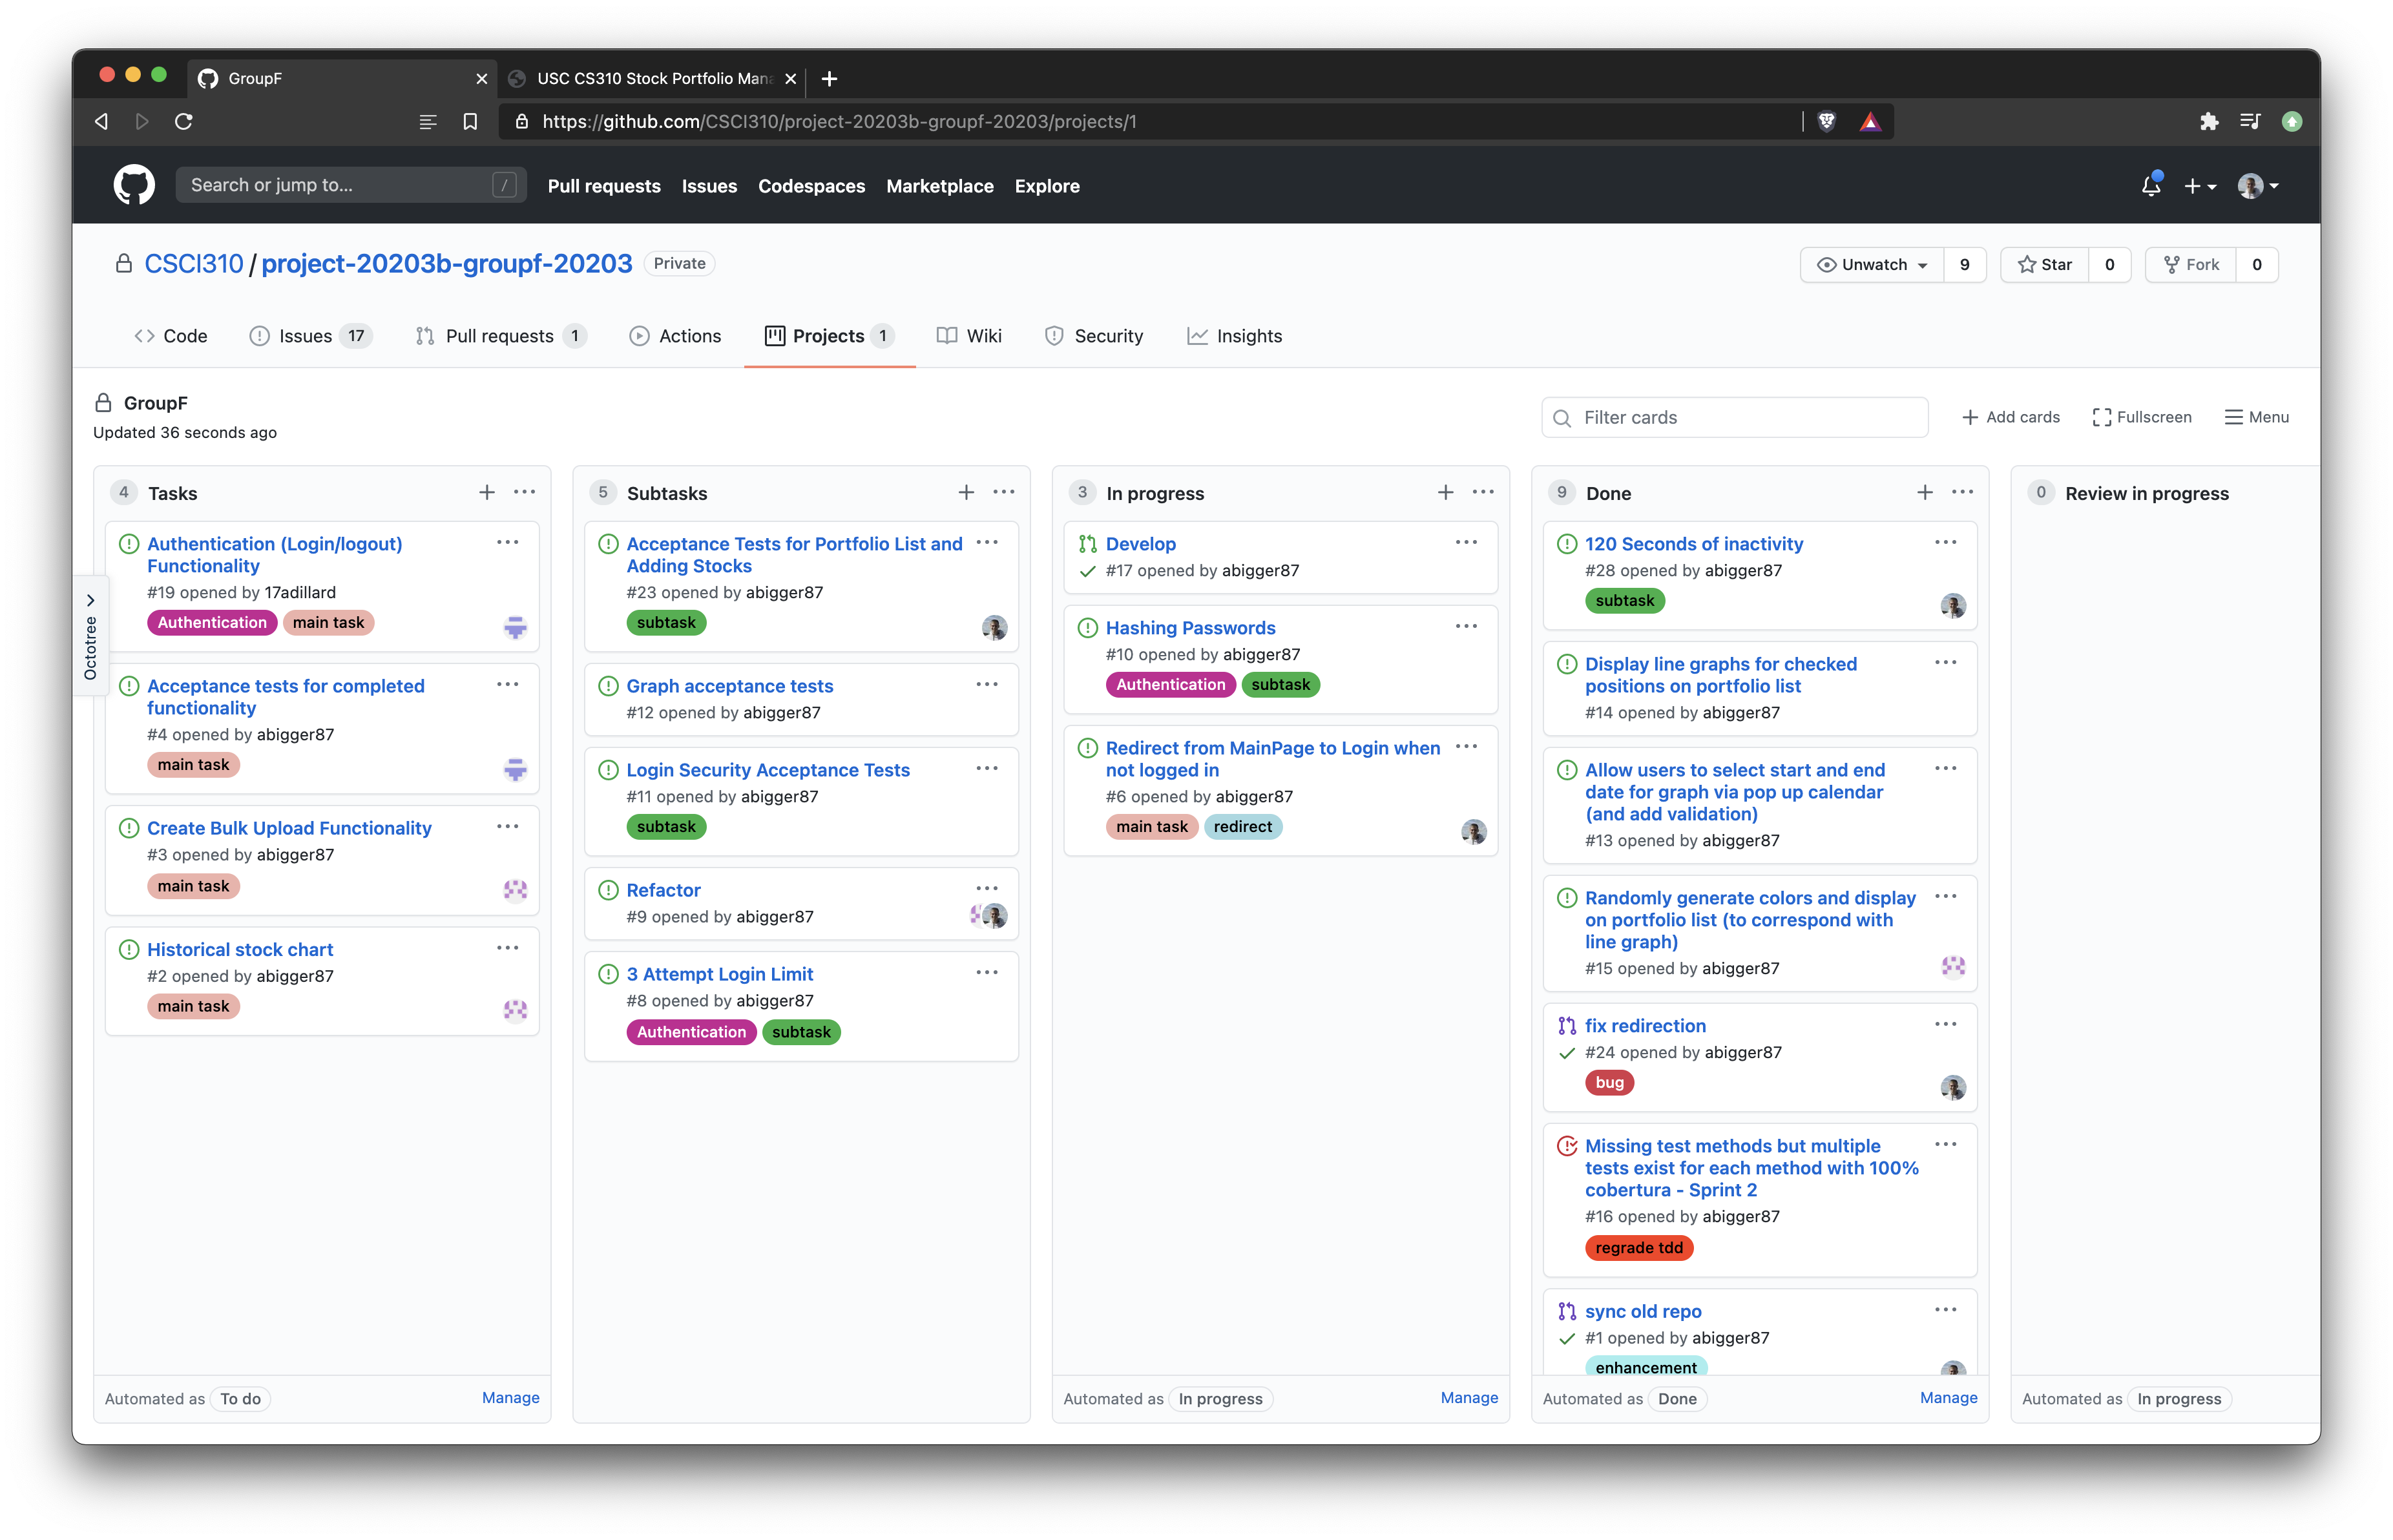 GroupF
USC CS310 Stock Portfolio Man
https://github.com/CSCI310/project-20203b-groupf-20203/projects/1
Search or jump to... /
Pull requests Issues Codespaces Marketplace Explore
CSCI310 / project-20203b-groupf-20203 Private
Unwatch 9 Star 0 Fork 0
Code Issues 17 Pull requests 1 Actions Projects 1 Wiki Security Insights
GroupF
Updated 36 seconds ago
Filter cards
Add cards Fullscreen Menu
Octotree
4 Tasks
Authentication (Login/logout)
Functionality
#19 opened by 17adillard
Authentication main task
Acceptance tests for completed
functionality
#4 opened by abigger87
main task
Create Bulk Upload Functionality
#3 opened by abigger87
main task
Historical stock chart
#2 opened by abigger87
main task
Automated as To do Manage
5 Subtasks
Acceptance Tests for Portfolio List and
Adding Stocks
#23 opened by abigger87
subtask
Graph acceptance tests
#12 opened by abigger87
Login Security Acceptance Tests
#11 opened by abigger87
subtask
Refactor
#9 opened by abigger87
3 Attempt Login Limit
#8 opened by abigger87
Authentication subtask
3 In progress
Develop
#17 opened by abigger87
Hashing Passwords
#10 opened by abigger87
Authentication subtask
Redirect from MainPage to Login when
not logged in
#6 opened by abigger87
main task redirect
Automated as In progress Manage
9 Done
120 Seconds of inactivity
#28 opened by abigger87
subtask
Display line graphs for checked
positions on portfolio list
#14 opened by abigger87
Allow users to select start and end
date for graph via pop up calendar
(and add validation)
#13 opened by abigger87
Randomly generate colors and display
on portfolio list (to correspond with
line graph)
#15 opened by abigger87
fix redirection
#24 opened by abigger87
bug
Missing test methods but multiple
tests exist for each method with 100%
cobertura - Sprint 2
#16 opened by abigger87
regrade tdd
sync old repo
#1 opened by abigger87
enhancement
Automated as Done Manage
0 Review in progress
Automated as In progress